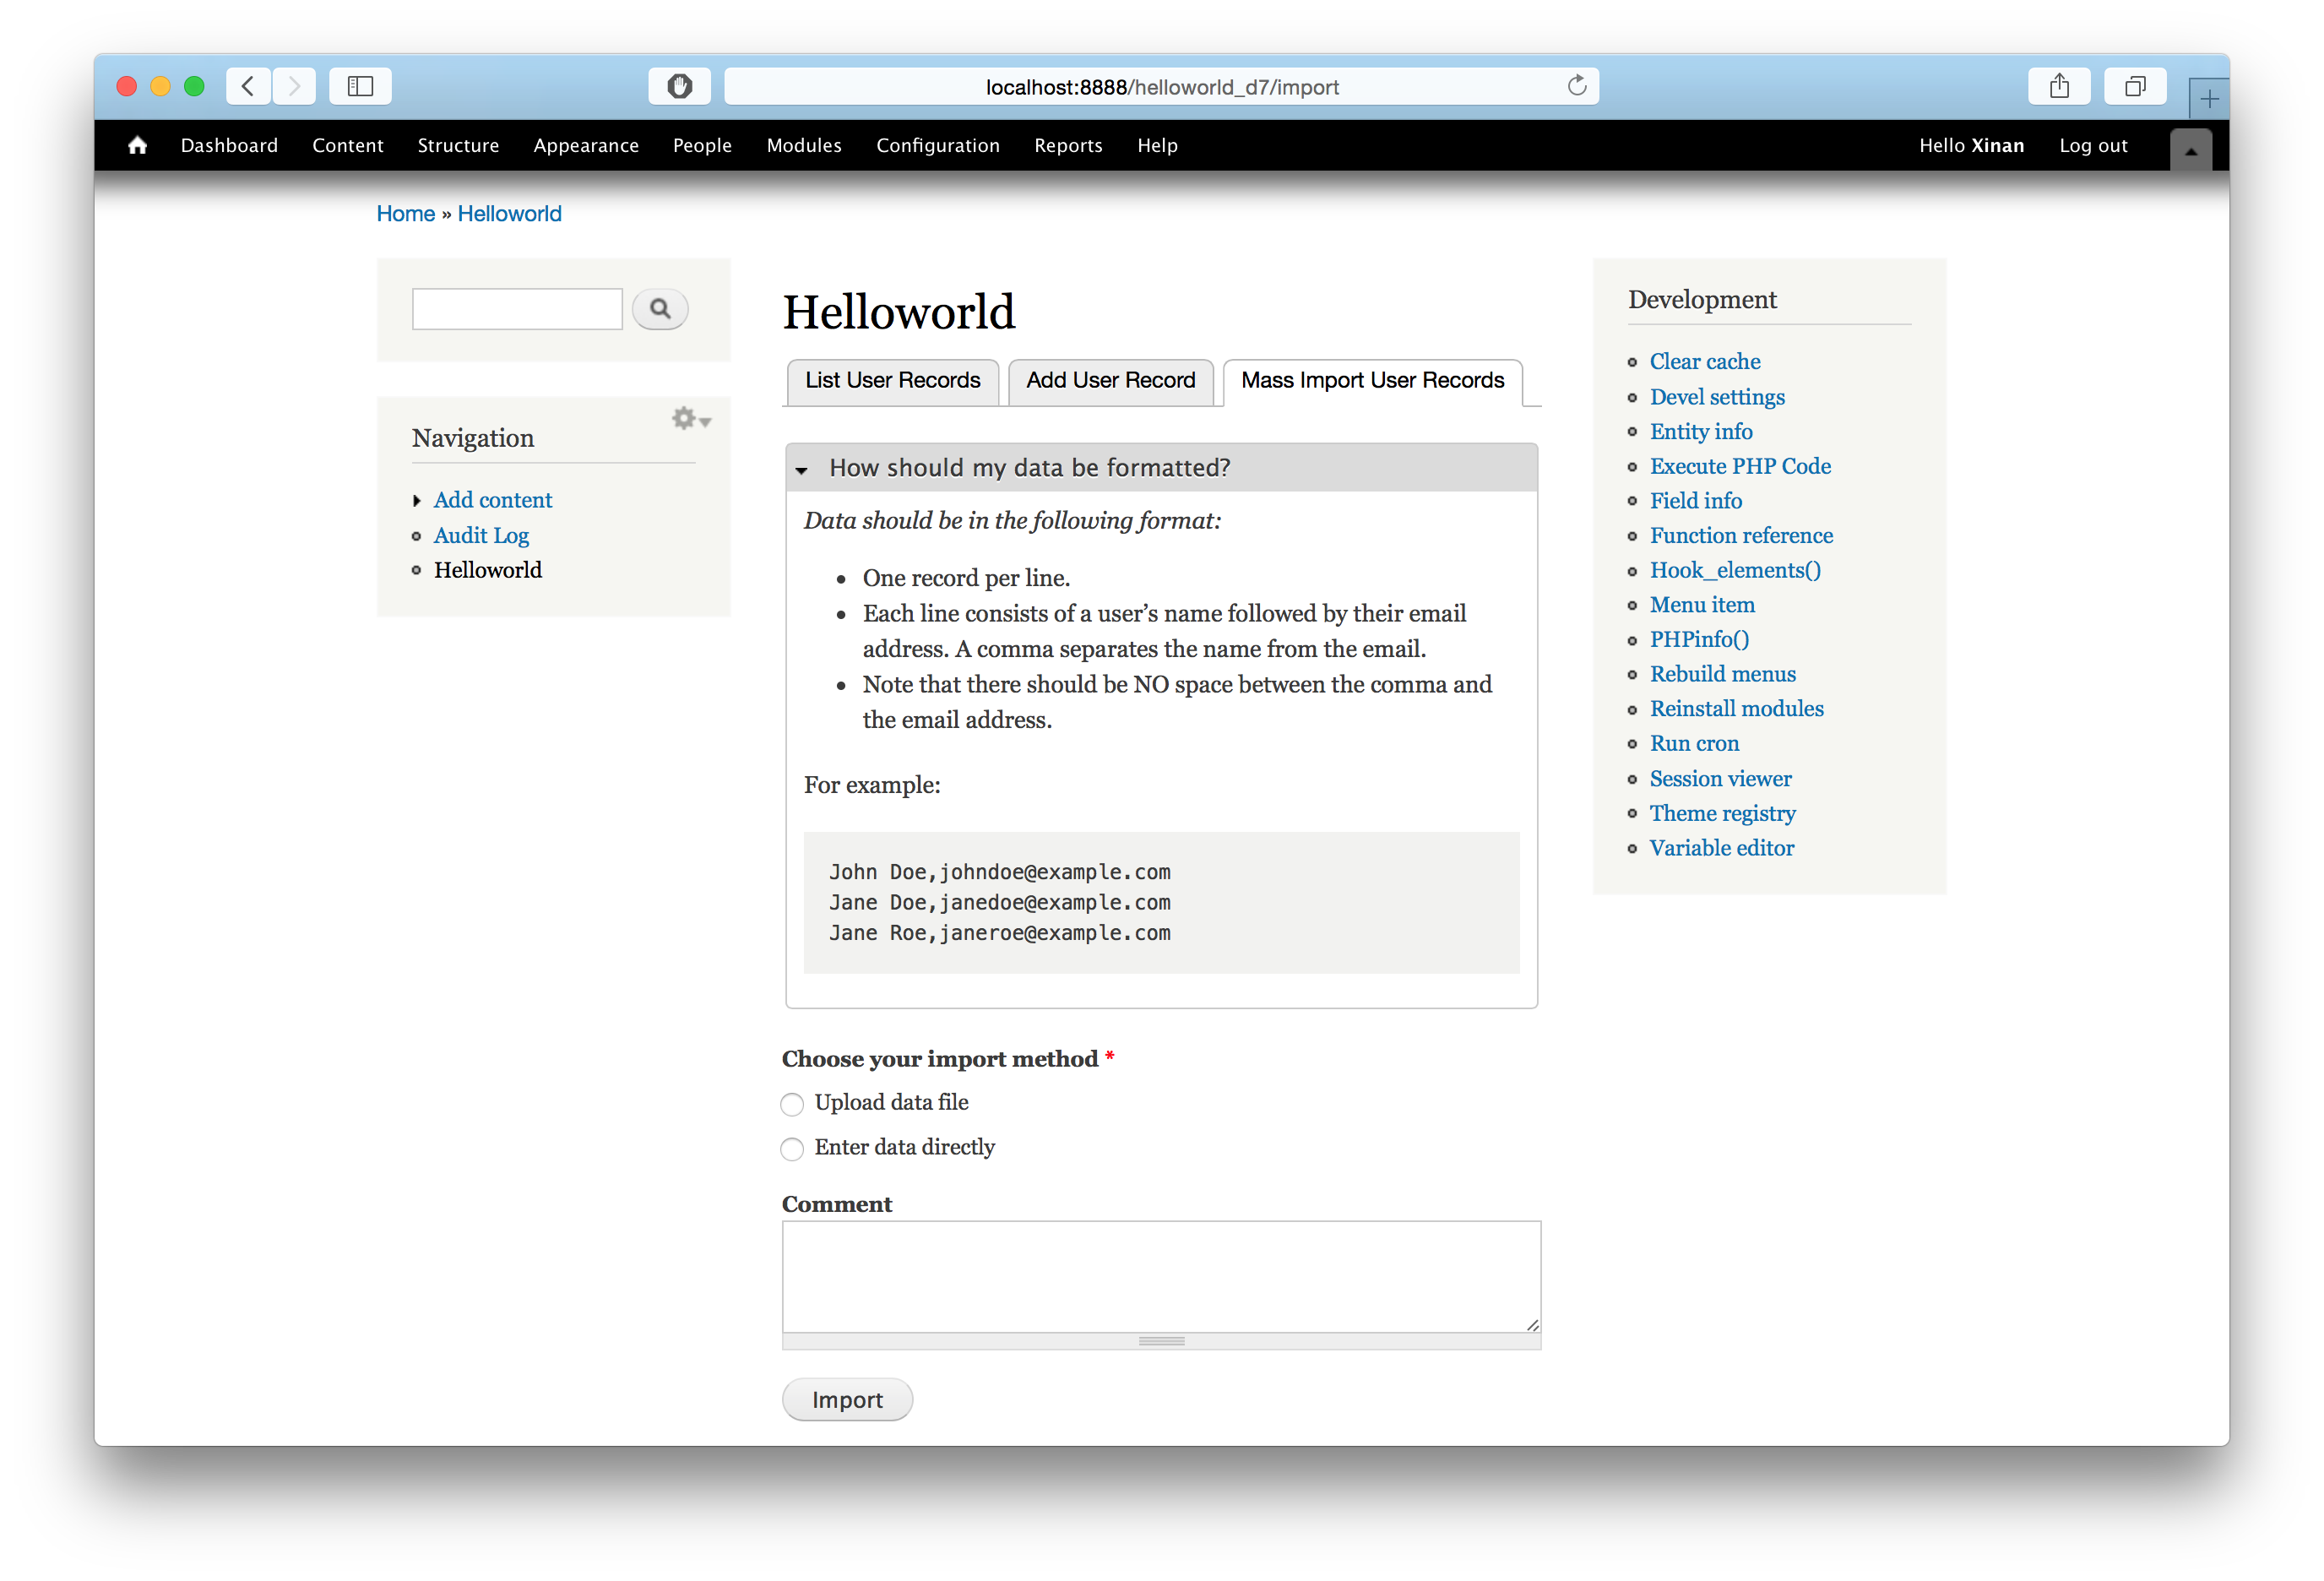 localhost:8888/helloworld_d7/import
Dashboard Content Structure Appearance People Modules Configuration Reports Help Hello Xinan Log out
Home » Helloworld
Navigation
Add content
Audit Log
Helloworld
Helloworld
List User Records Add User Record Mass Import User Records
How should my data be formatted?
Data should be in the following format:
One record per line.
Each line consists of a user’s name followed by their email
address. A comma separates the name from the email.
Note that there should be NO space between the comma and
the email address.
For example:
John Doe,johndoe@example.com
Jane Doe,janedoe@example.com
Jane Roe,janeroe@example.com
Choose your import method *
Upload data file
Enter data directly
Comment
Import
Development
Clear cache
Devel settings
Entity info
Execute PHP Code
Field info
Function reference
Hook_elements()
Menu item
PHPinfo()
Rebuild menus
Reinstall modules
Run cron
Session viewer
Theme registry
Variable editor